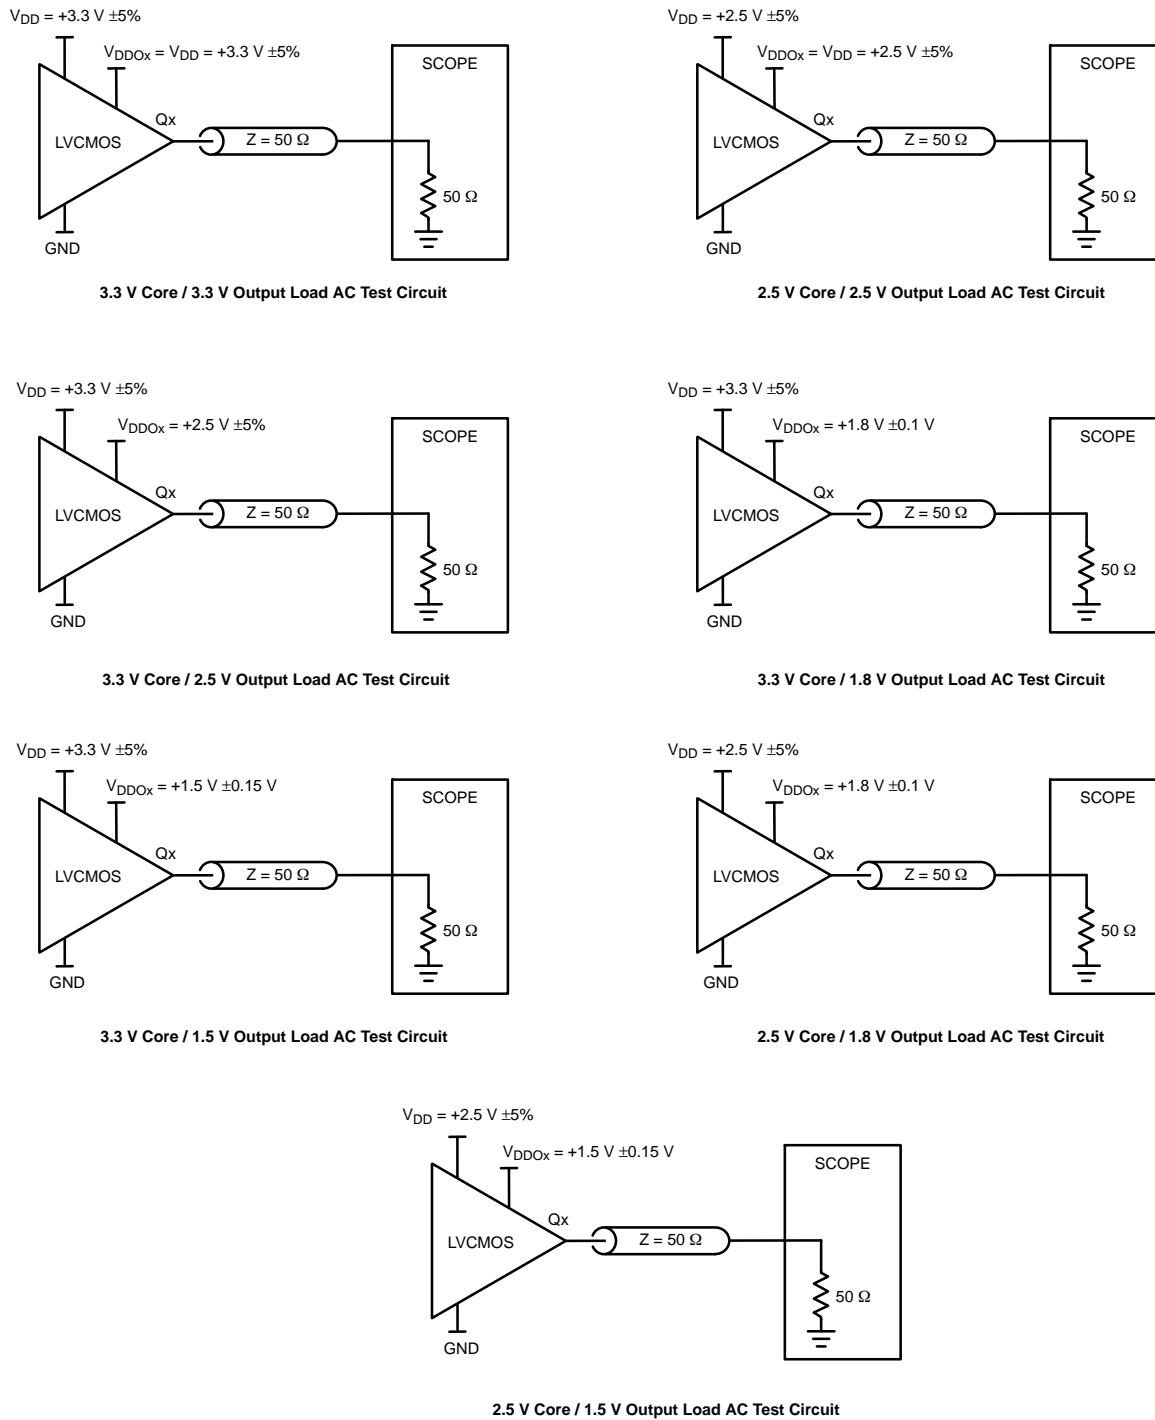 VDD = +3.3 V ±5%
VDDOx = VDD = +3.3 V ±5%
SCOPE
Qx
LVCMOS
Z = 50 Ω
50 Ω
GND
3.3 V Core / 3.3 V Output Load AC Test Circuit
VDD = +2.5 V ±5%
VDDOx = VDD = +2.5 V ±5%
SCOPE
Qx
LVCMOS
Z = 50 Ω
50 Ω
GND
2.5 V Core / 2.5 V Output Load AC Test Circuit
VDD = +3.3 V ±5%
VDDOx = +2.5 V ±5%
SCOPE
Qx
LVCMOS
Z = 50 Ω
50 Ω
GND
3.3 V Core / 2.5 V Output Load AC Test Circuit
VDD = +3.3 V ±5%
VDDOx = +1.8 V ±0.1 V
SCOPE
Qx
LVCMOS
Z = 50 Ω
50 Ω
GND
3.3 V Core / 1.8 V Output Load AC Test Circuit
VDD = +3.3 V ±5%
VDDOx = +1.5 V ±0.15 V
SCOPE
Qx
LVCMOS
Z = 50 Ω
50 Ω
GND
3.3 V Core / 1.5 V Output Load AC Test Circuit
VDD = +2.5 V ±5%
VDDOx = +1.8 V ±0.1 V
SCOPE
Qx
LVCMOS
Z = 50 Ω
50 Ω
GND
2.5 V Core / 1.8 V Output Load AC Test Circuit
VDD = +2.5 V ±5%
VDDOx = +1.5 V ±0.15 V
SCOPE
Qx
LVCMOS
Z = 50 Ω
50 Ω
GND
2.5 V Core / 1.5 V Output Load AC Test Circuit